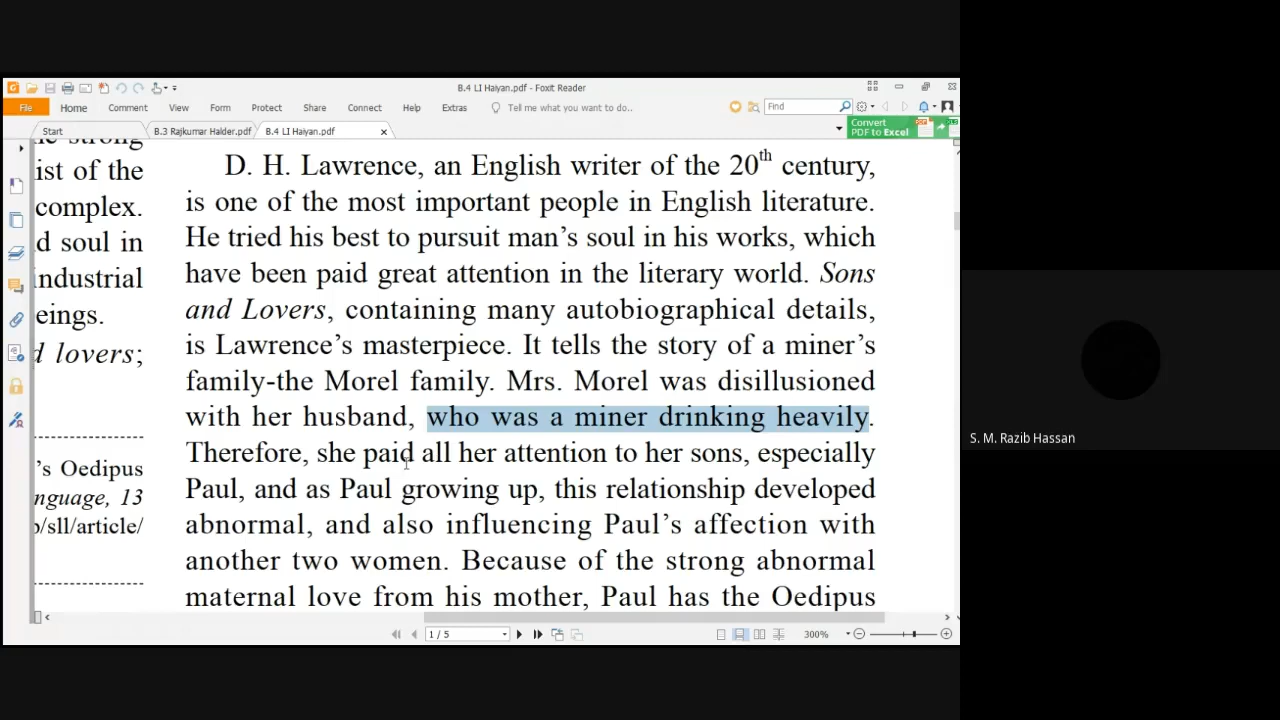 B.4 LI Haiyan.pdf - Foxit Reader
File Home Comment View Form Protect Share Connect Help Extras Tell me what you want to do.. Find
Start B.3 Rajkumar Halder.pdf B.4 LI Haiyan.pdf
Convert
PDF to Excel
ist of the
complex.
d soul in
industrial
eings.
d lovers;
's Oedipus
nguage, 13
o/sll/article/
D. H. Lawrence, an English writer of the 20th century,
is one of the most important people in English literature.
He tried his best to pursuit man's soul in his works, which
have been paid great attention in the literary world. Sons
and Lovers, containing many autobiographical details,
is Lawrence's masterpiece. It tells the story of a miner's
family-the Morel family. Mrs. Morel was disillusioned
with her husband, who was a miner drinking heavily.
Therefore, she paid all her attention to her sons, especially
Paul, and as Paul growing up, this relationship developed
abnormal, and also influencing Paul's affection with
another two women. Because of the strong abnormal
maternal love from his mother, Paul has the Oedipus
1 / 5
300%
S. M. Razib Hassan